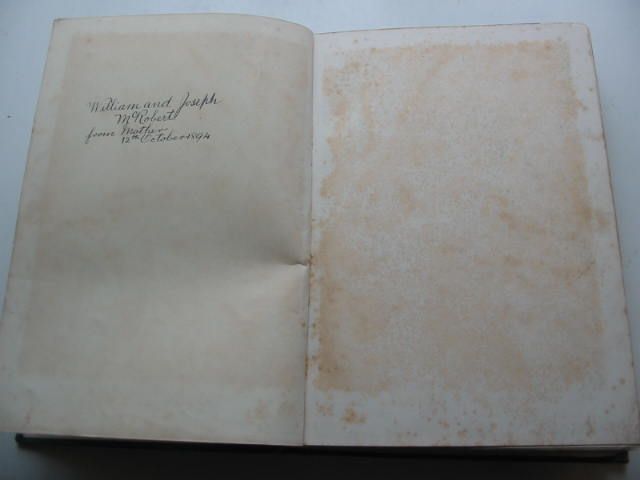 William and Joseph
McRobert
from Mother
12th October 1894